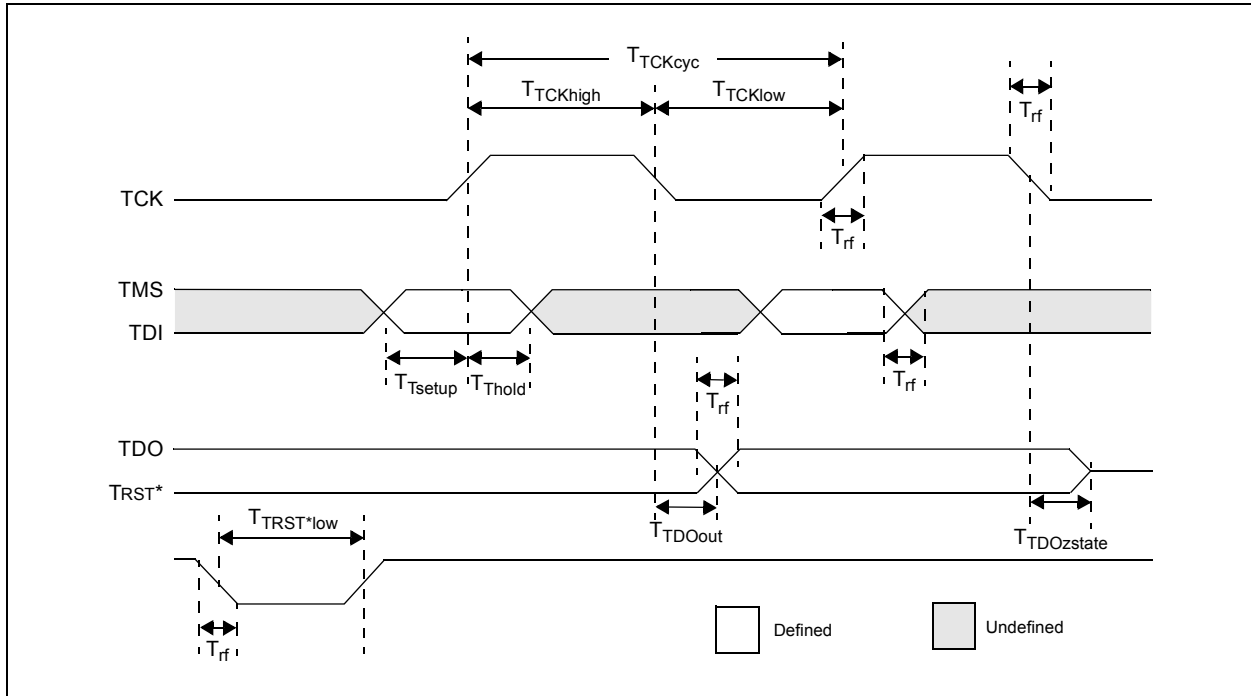 TTCKcyc
TTCKhigh
TTCKlow
Trf
TCK
Trf
TMS
TDI
TTsetup
TThold
Trf
Trf
TDO
TRST*
TTRST*low
TTDOout
TTDOzstate
Trf
Defined
Undefined